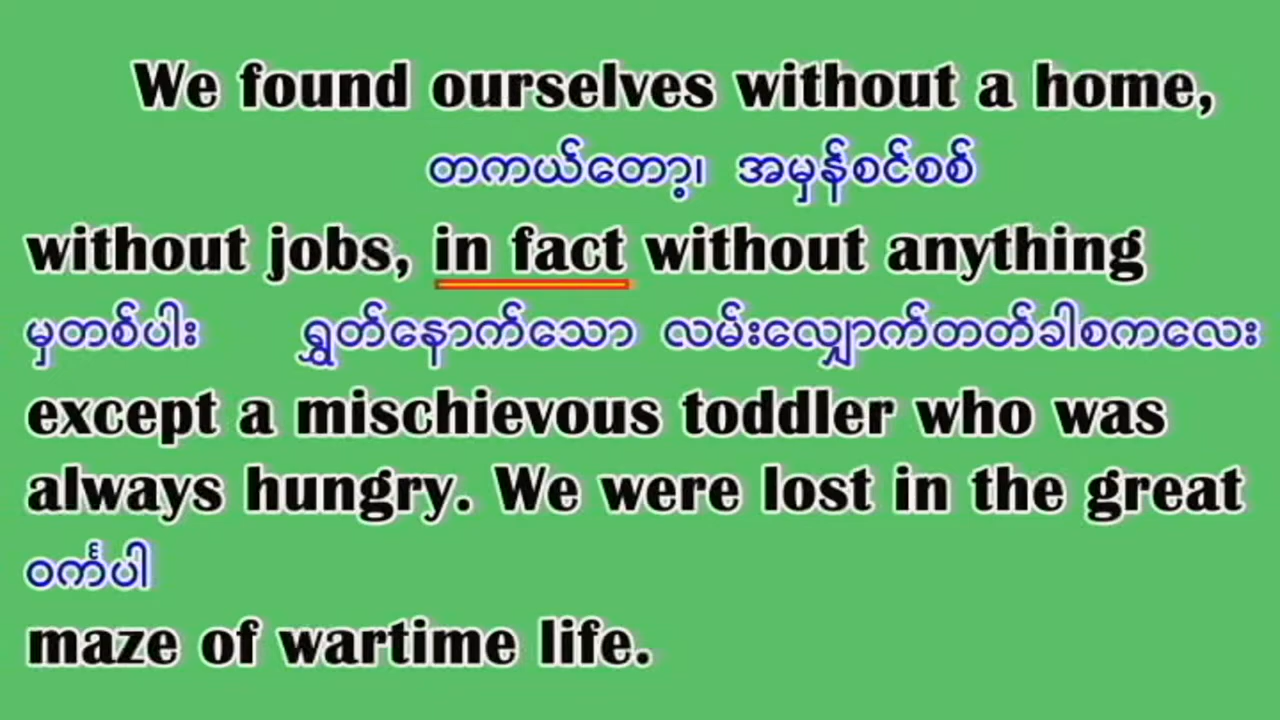 We found ourselves without a home,
တကယ်တော့၊ အမှန်စင်စစ်
without jobs, in fact without anything
မှတစ်ပါး ရွှတ်နောက်သော လမ်းလျှောက်တတ်ခါစကလေး
except a mischievous toddler who was
always hungry. We were lost in the great
ဝင်္ကပါ
maze of wartime life.